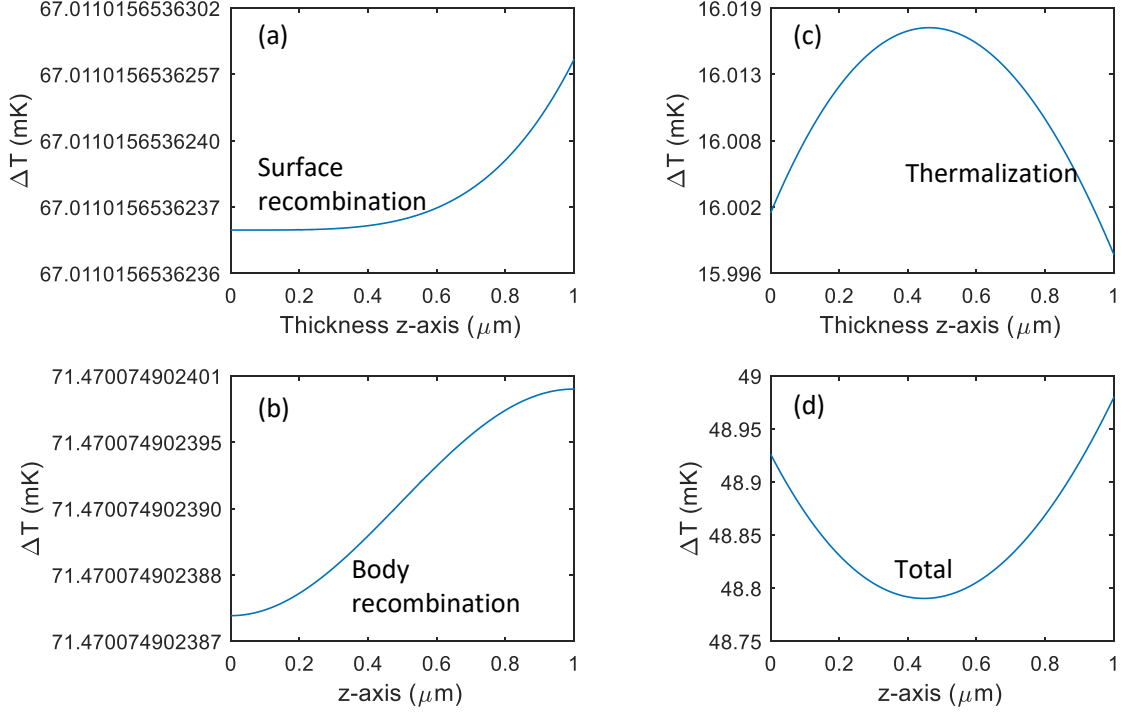 67.0110156536302
67.0110156536257
67.0110156536240
67.0110156536237
67.0110156536236
ΔT (mK)
(a)
Surface
recombination
0 0.2 0.4 0.6 0.8 1
Thickness z-axis (μm)
16.019
16.013
16.008
16.002
15.996
ΔT (mK)
(c)
Thermalization
0 0.2 0.4 0.6 0.8 1
Thickness z-axis (μm)
71.4700749024​01
71.470074902395
71.470074902390
71.470074902388
71.470074902387
ΔT (mK)
(b)
Body
recombination
0 0.2 0.4 0.6 0.8 1
z-axis (μm)
49
48.95
48.9
48.85
48.8
48.75
ΔT (mK)
(d)
Total
0 0.2 0.4 0.6 0.8 1
z-axis (μm)